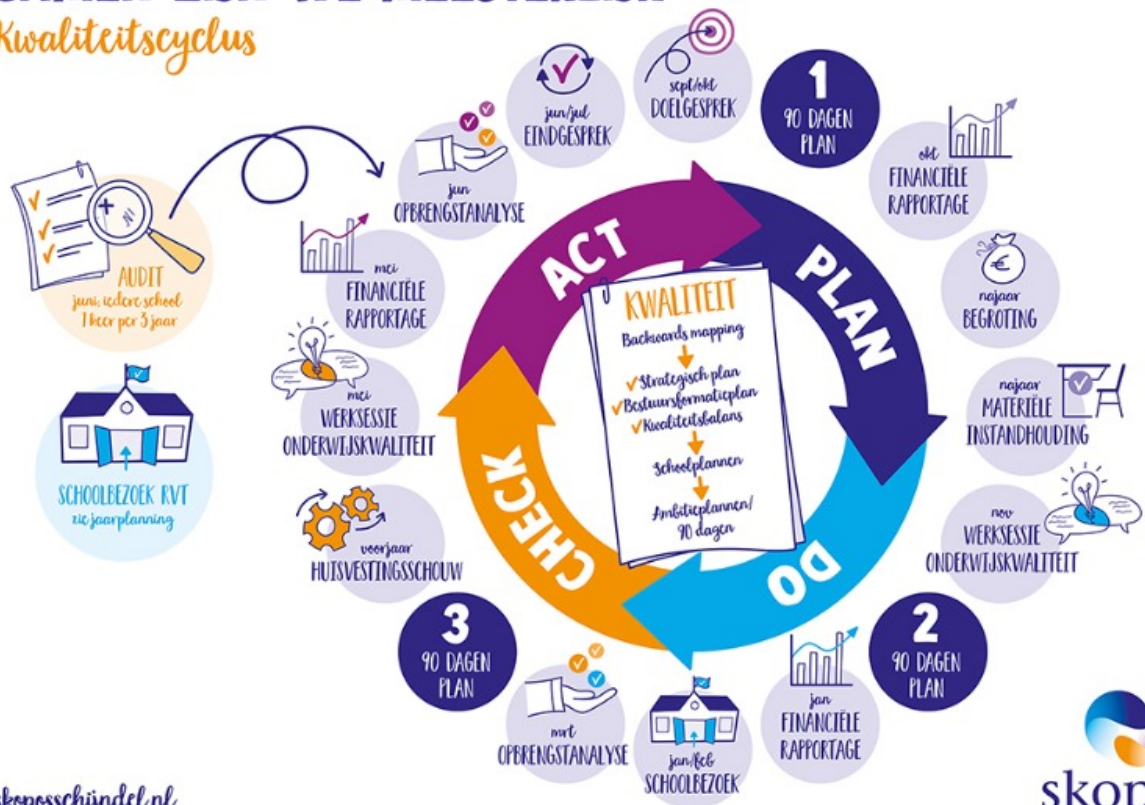 Kwaliteitscyclus
sept/okt
DOELGESPREK
1
90 DAGEN
PLAN
okt
FINANCIËLE
RAPPORTAGE
najaar
BEGROTING
najaar
MATERIËLE
INSTANDHOUDING
nov
WERKSESSIE
ONDERWIJSKWALITEIT
2
90 DAGEN
PLAN
jan
FINANCIËLE
RAPPORTAGE
jan/feb
SCHOOLBEZOEK
mrt
OPBRENGSTANALYSE
3
90 DAGEN
PLAN
voorjaar
HUISVESTINGSSCHOUW
mei
WERKSESSIE
ONDERWIJSKWALITEIT
mei
FINANCIËLE
RAPPORTAGE
jun
OPBRENGSTANALYSE
jun/jul
EINDGESPREK
AUDIT
juni, iedere school
1 keer per 3 jaar
SCHOOLBEZOEK RVT
zie jaarplanning
ACT
PLAN
DO
CHECK
KWALITEIT
Backwards mapping
Strategisch plan
Bestuursformatieplan
Kwaliteitsbalans
Schoolplannen
Ambitieplannen/
90 dagen
skoposschijndel.nl
skop